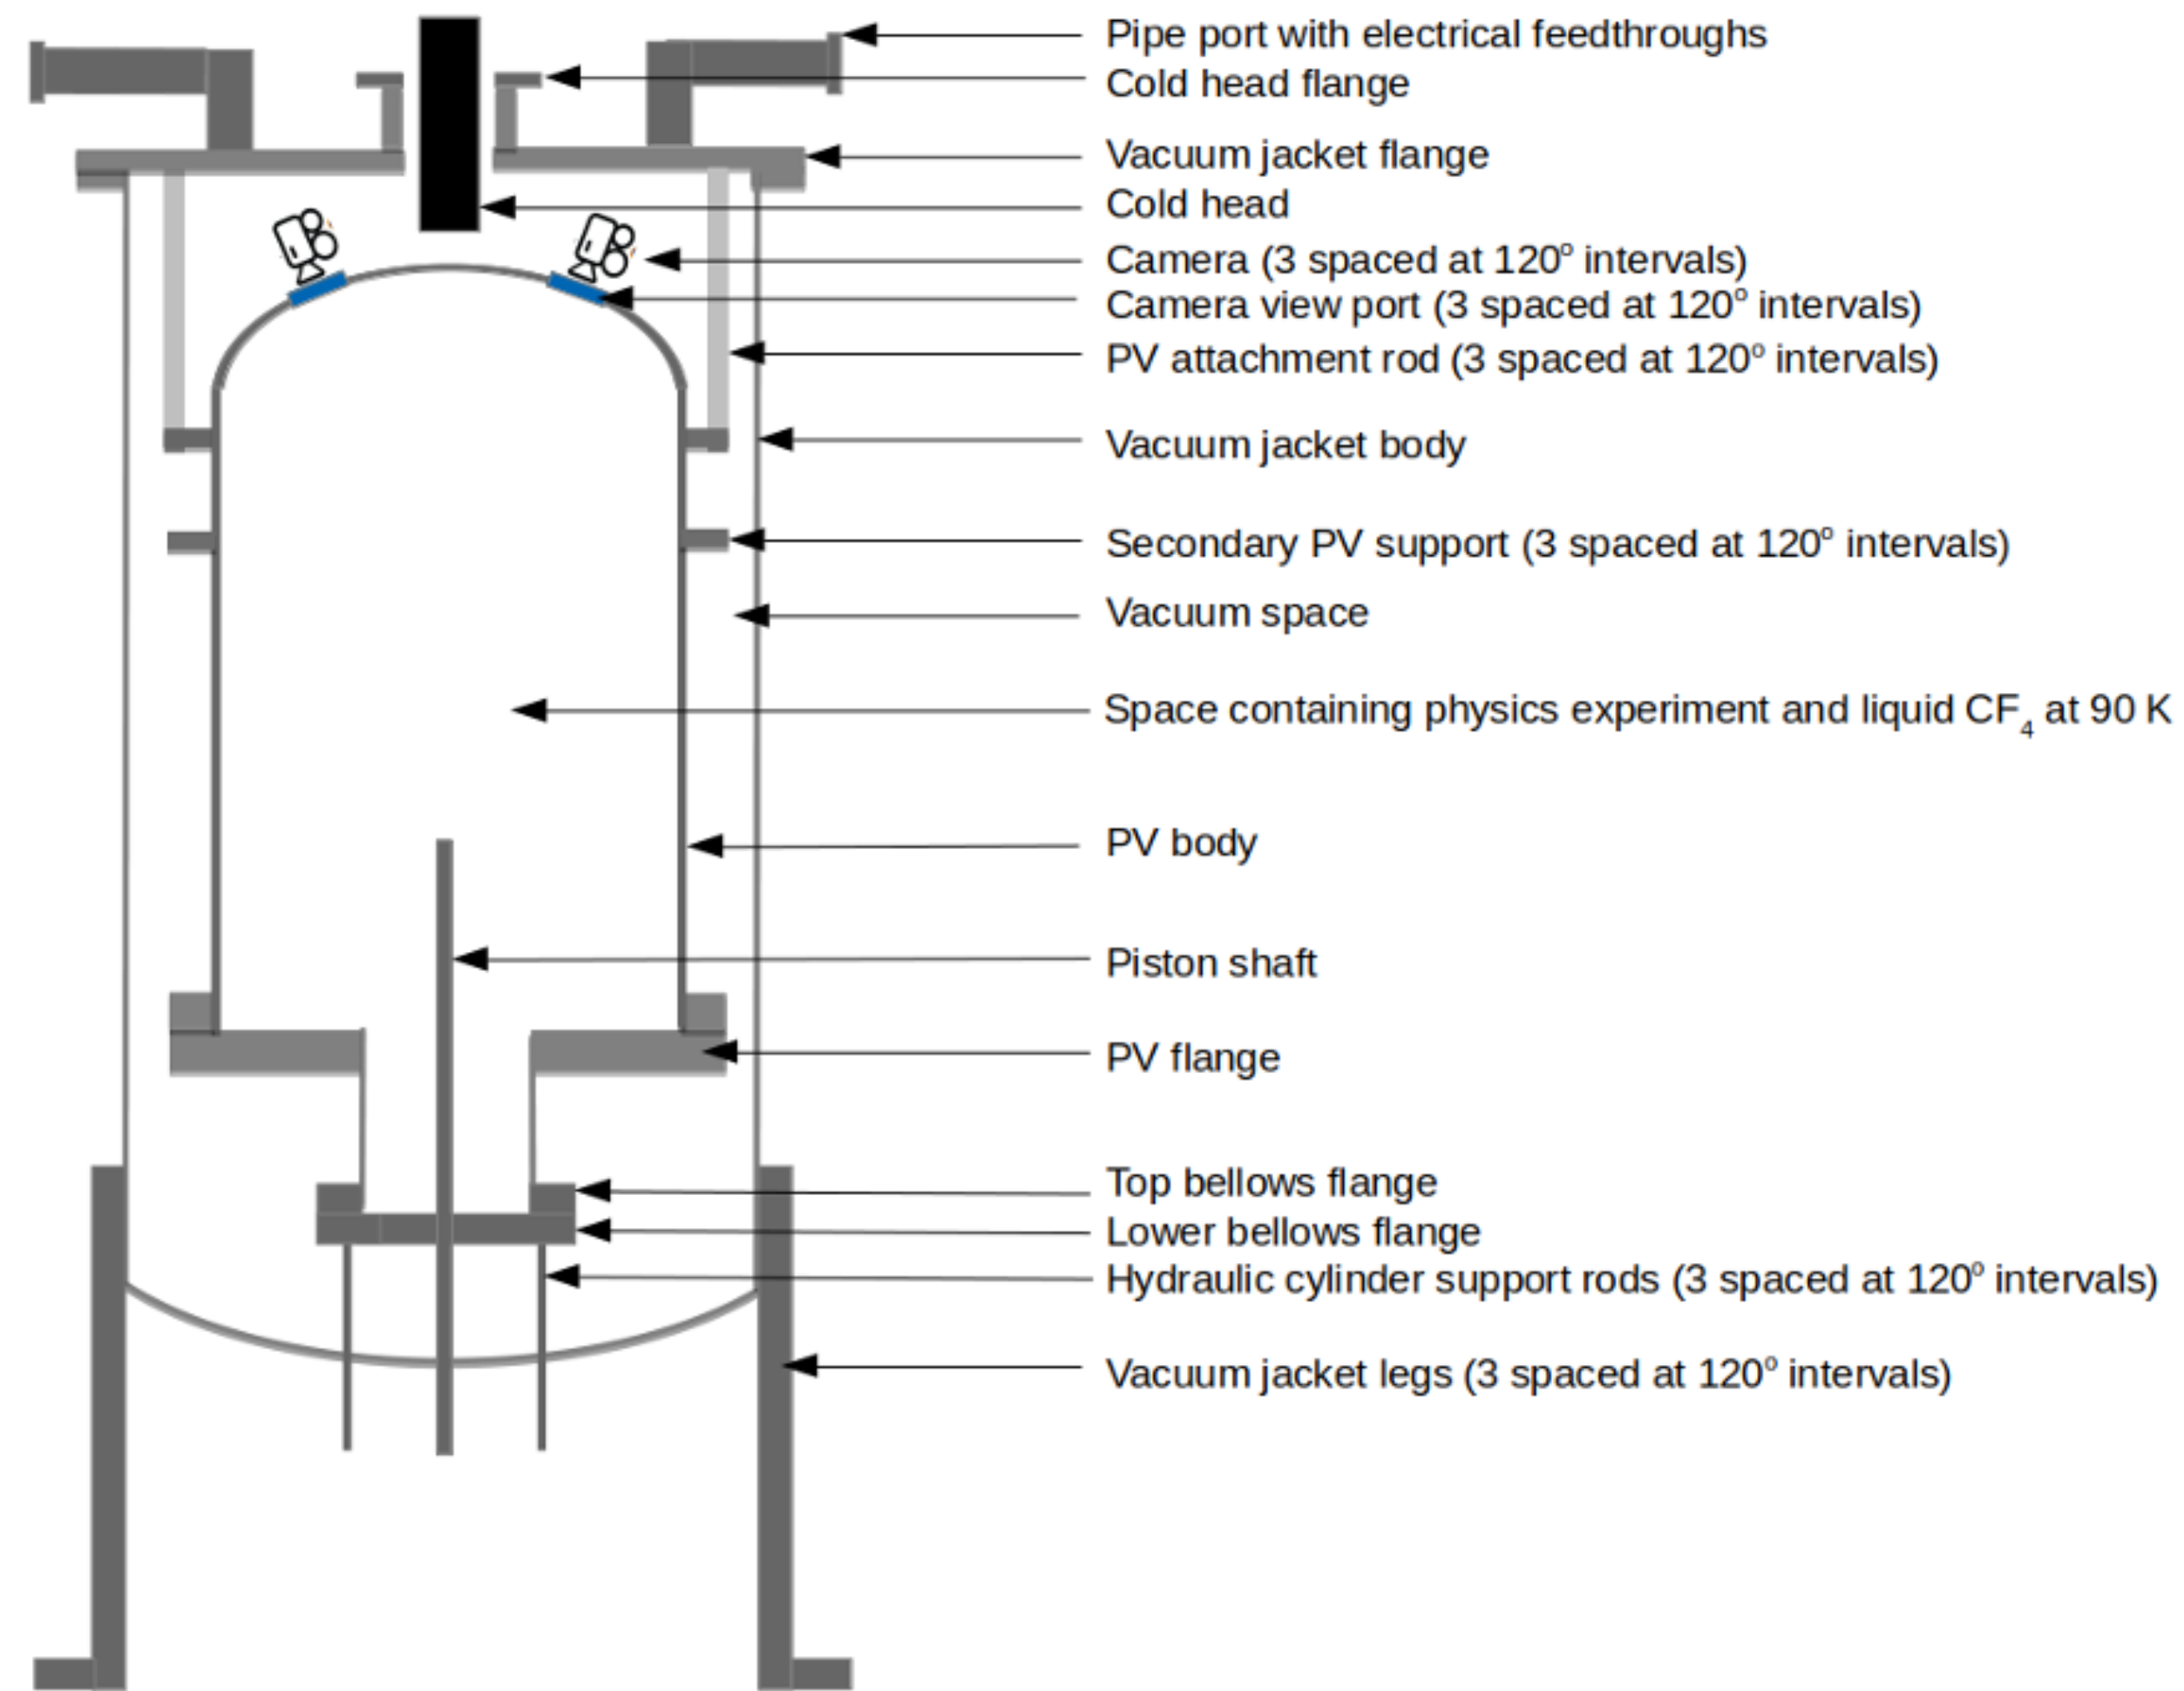 Pipe port with electrical feedthroughs
Cold head flange
Vacuum jacket flange
Cold head
Camera (3 spaced at 120° intervals)
Camera view port (3 spaced at 120° intervals)
PV attachment rod (3 spaced at 120° intervals)
Vacuum jacket body
Secondary PV support (3 spaced at 120° intervals)
Vacuum space
Space containing physics experiment and liquid CF₄ at 90 K
PV body
Piston shaft
PV flange
Top bellows flange
Lower bellows flange
Hydraulic cylinder support rods (3 spaced at 120° intervals)
Vacuum jacket legs (3 spaced at 120° intervals)